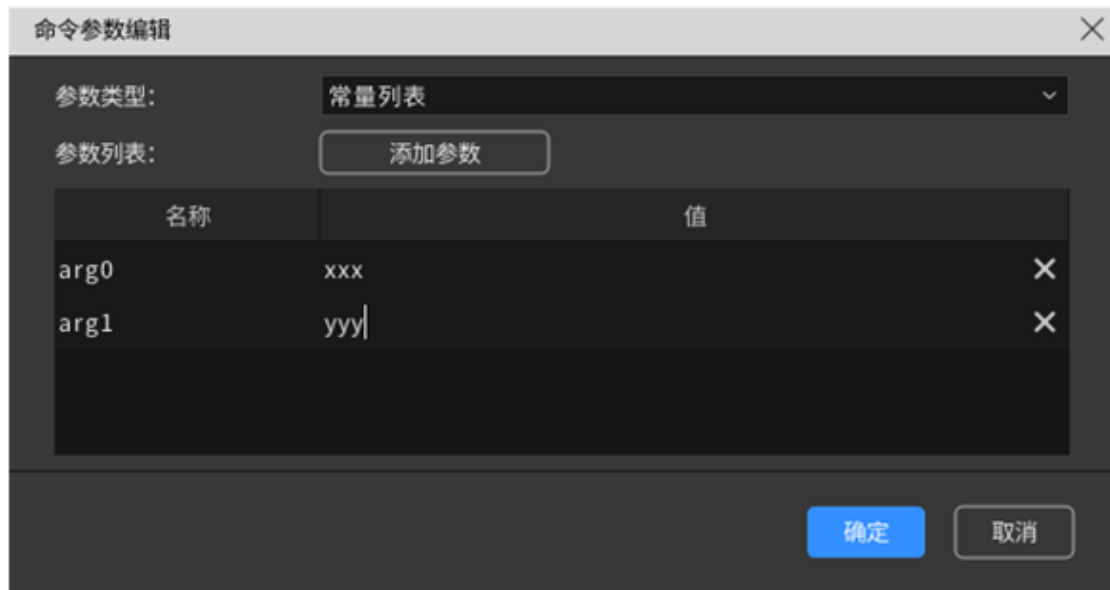 命令参数编辑
参数类型： 常量列表
参数列表： 添加参数
名称 值
arg0 xxx
arg1 yyy
确定 取消